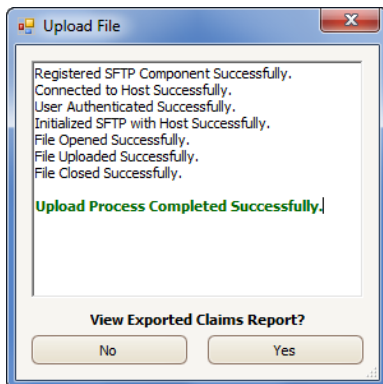 Upload File
Registered SFTP Component Successfully.
Connected to Host Successfully.
User Authenticated Successfully.
Initialized SFTP with Host Successfully.
File Opened Successfully.
File Uploaded Successfully.
File Closed Successfully.
Upload Process Completed Successfully.
View Exported Claims Report?
No Yes